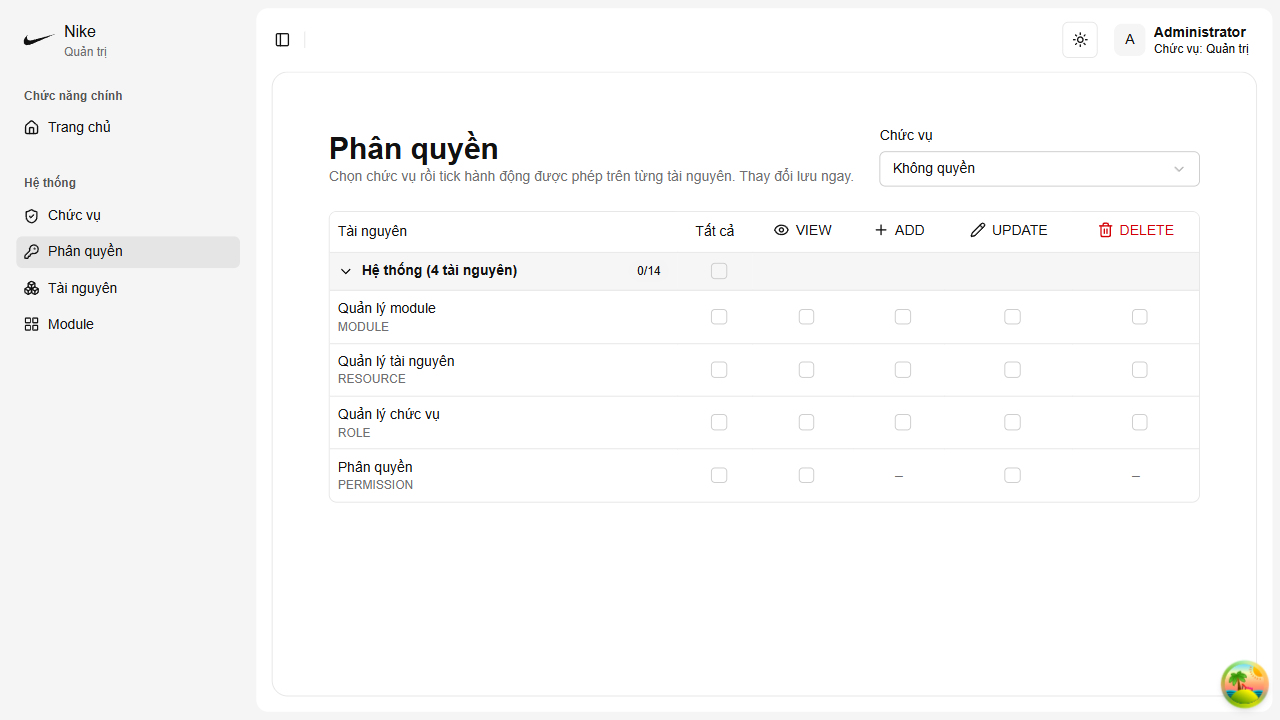 Nike
Quản trị
Chức năng chính
Trang chủ
Hệ thống
Chức vụ
Phân quyền
Tài nguyên
Module
A
Administrator
Chức vụ: Quản trị
Phân quyền
Chọn chức vụ rồi tick hành động được phép trên từng tài nguyên. Thay đổi lưu ngay.
Chức vụ
Không quyền
Tài nguyên Tất cả VIEW ADD UPDATE DELETE
Hệ thống (4 tài nguyên) 0/14
Quản lý module
MODULE
Quản lý tài nguyên
RESOURCE
Quản lý chức vụ
ROLE
Phân quyền – –
PERMISSION